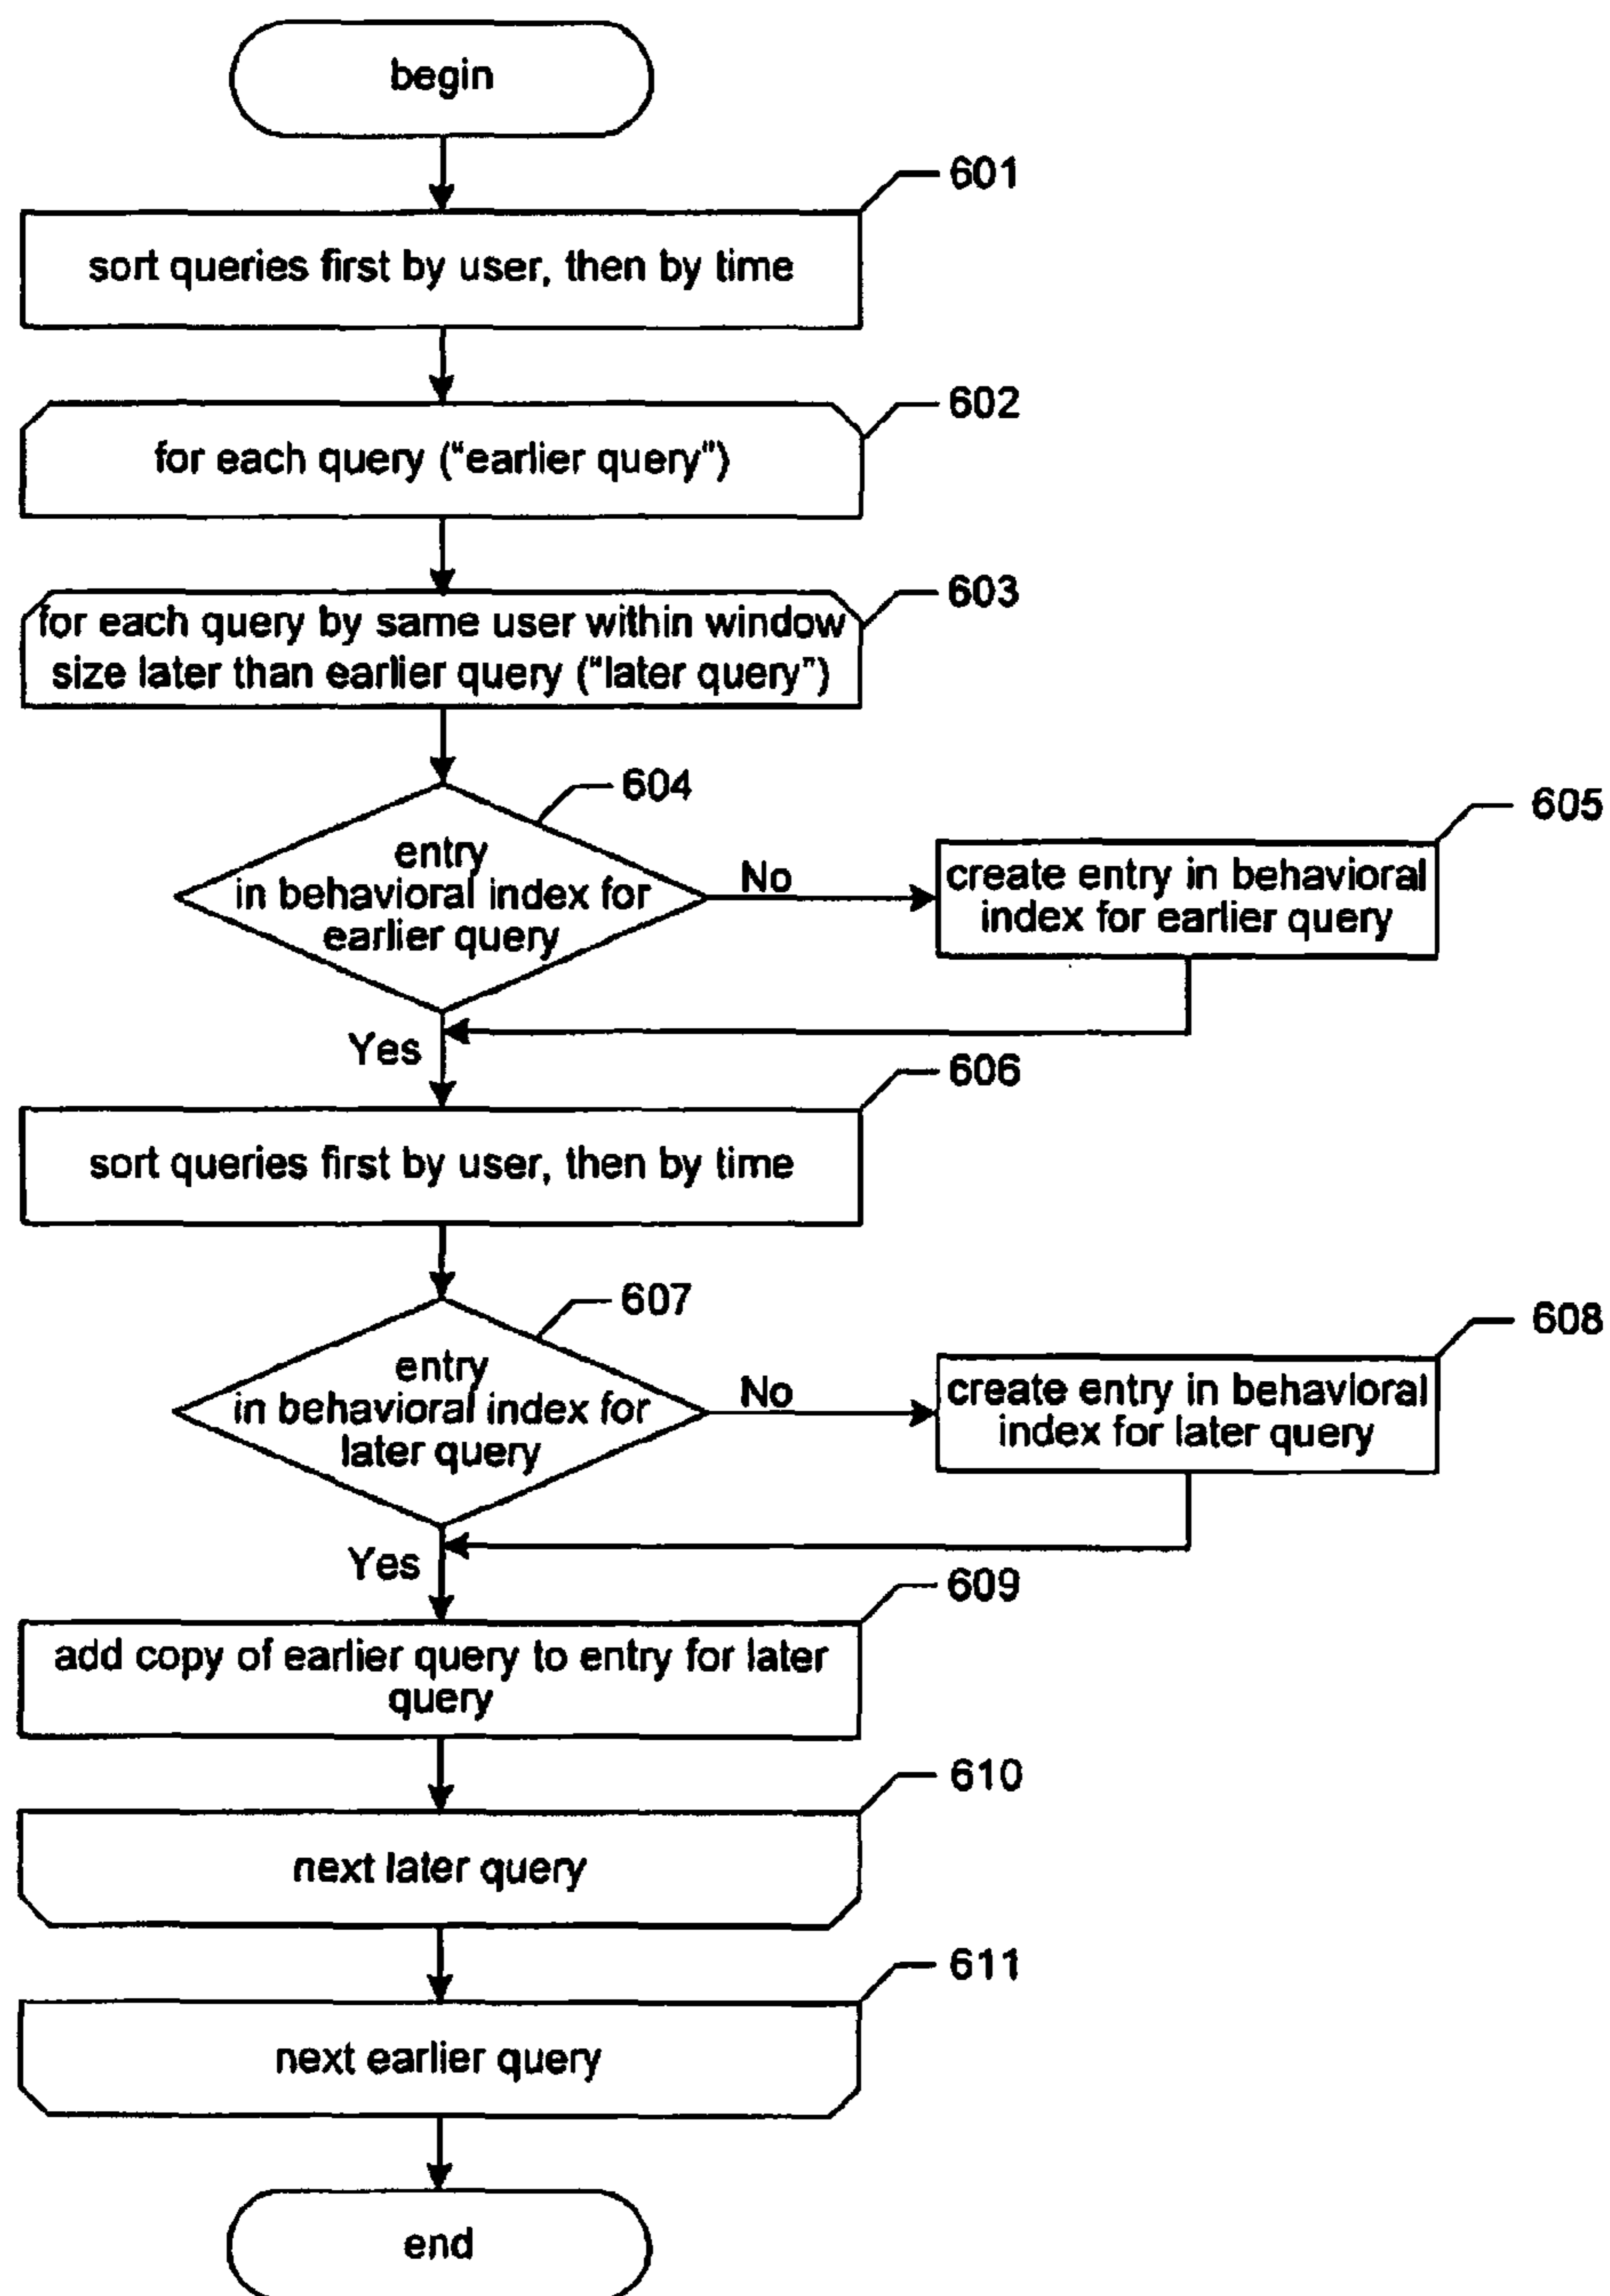 begin
601
sort queries first by user, then by time
602
for each query ("earlier query")
603
for each query by same user within window
size later than earlier query ("later query")
604
entry
in behavioral index for
earlier query
No
605
create entry in behavioral
index for earlier query
Yes
606
sort queries first by user, then by time
607
entry
in behavioral index for
later query
No
608
create entry in behavioral
index for later query
Yes
609
add copy of earlier query to entry for later
query
610
next later query
611
next earlier query
end